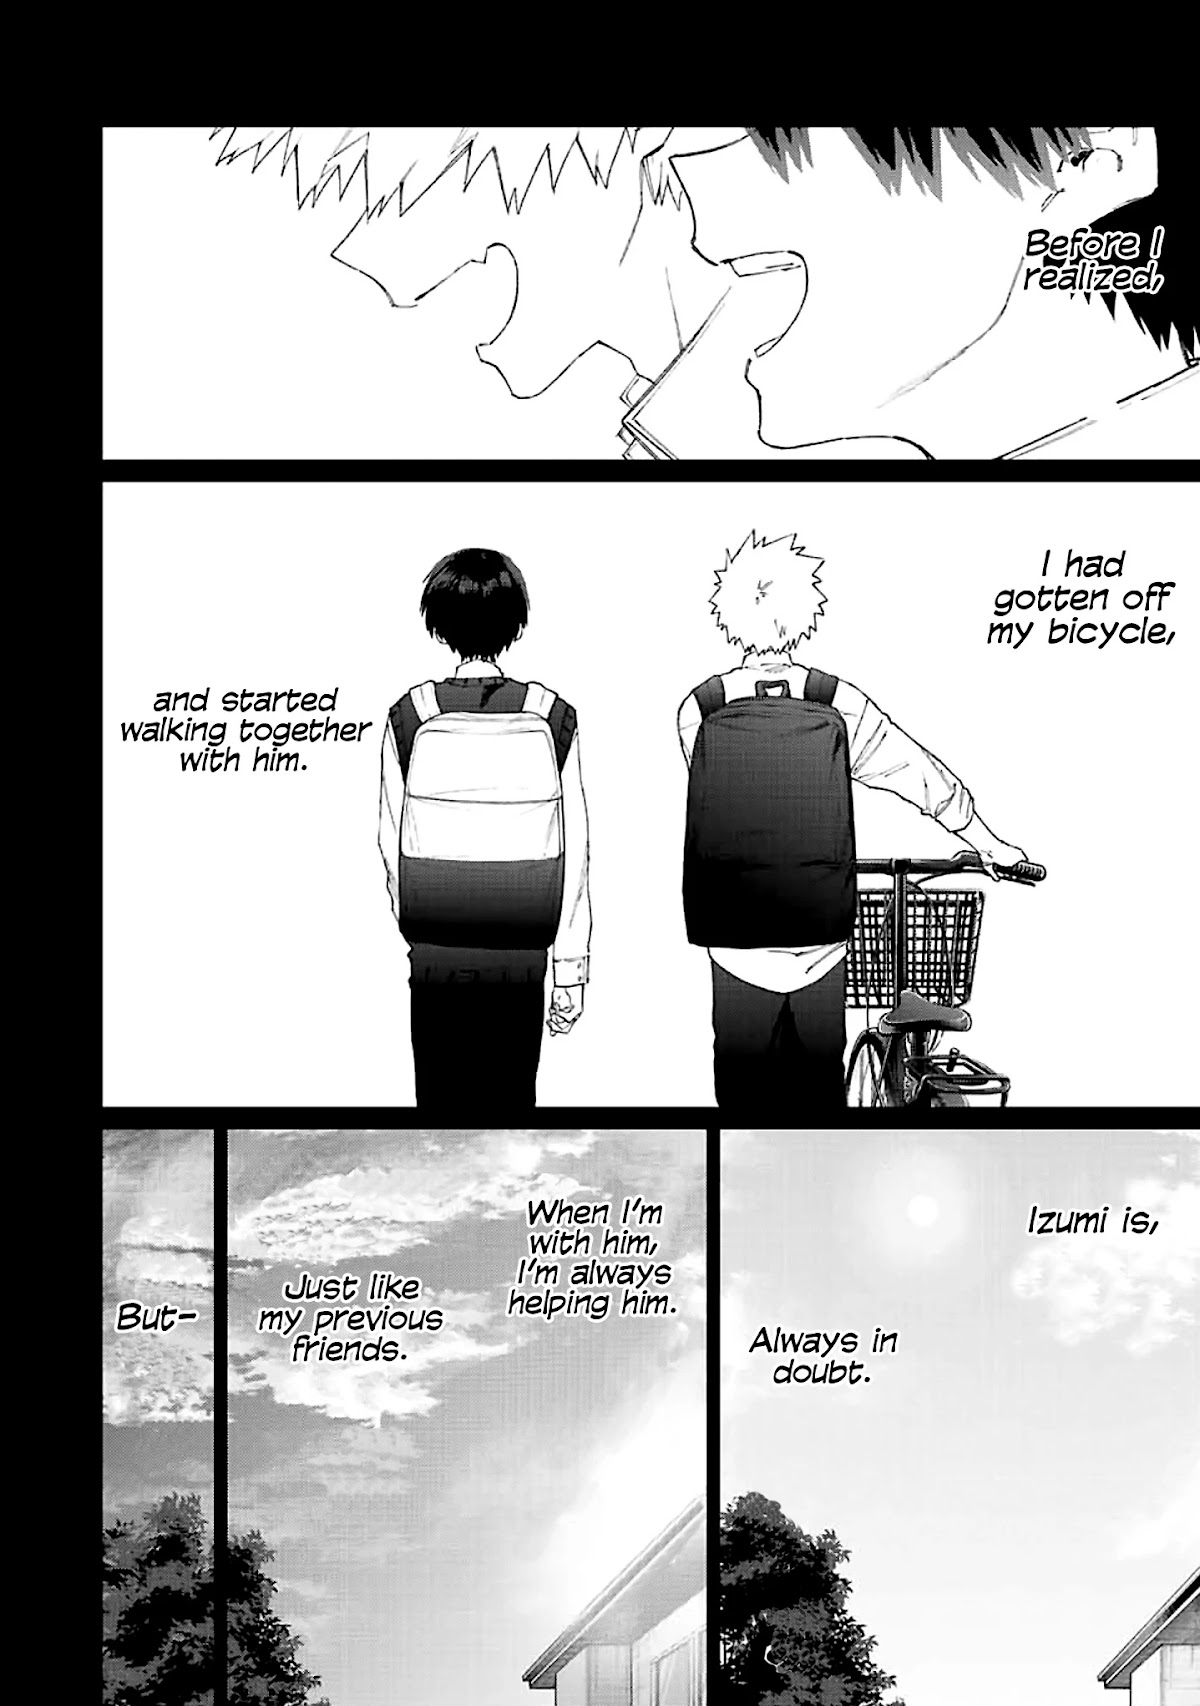 Before I
realized,
I had
gotten off
my bicycle,
and started
walking together
with him.
Izumi is,
Always in
doubt.
When I'm
with him,
I'm always
helping him.
Just like
my previous
friends.
But-